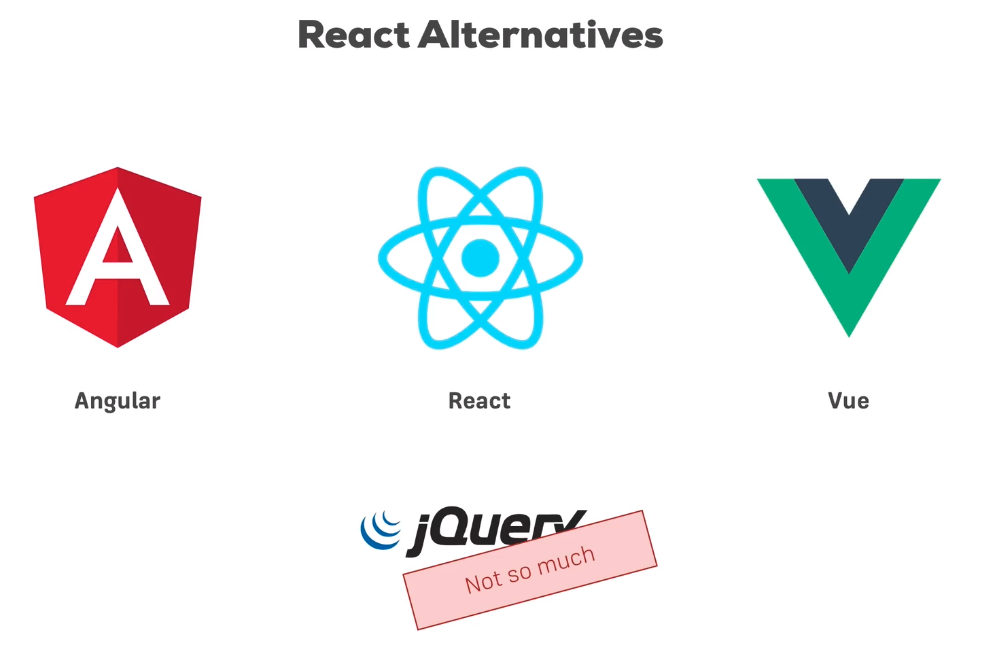 React Alternatives
Angular
React
Vue
jQuery
Not so much